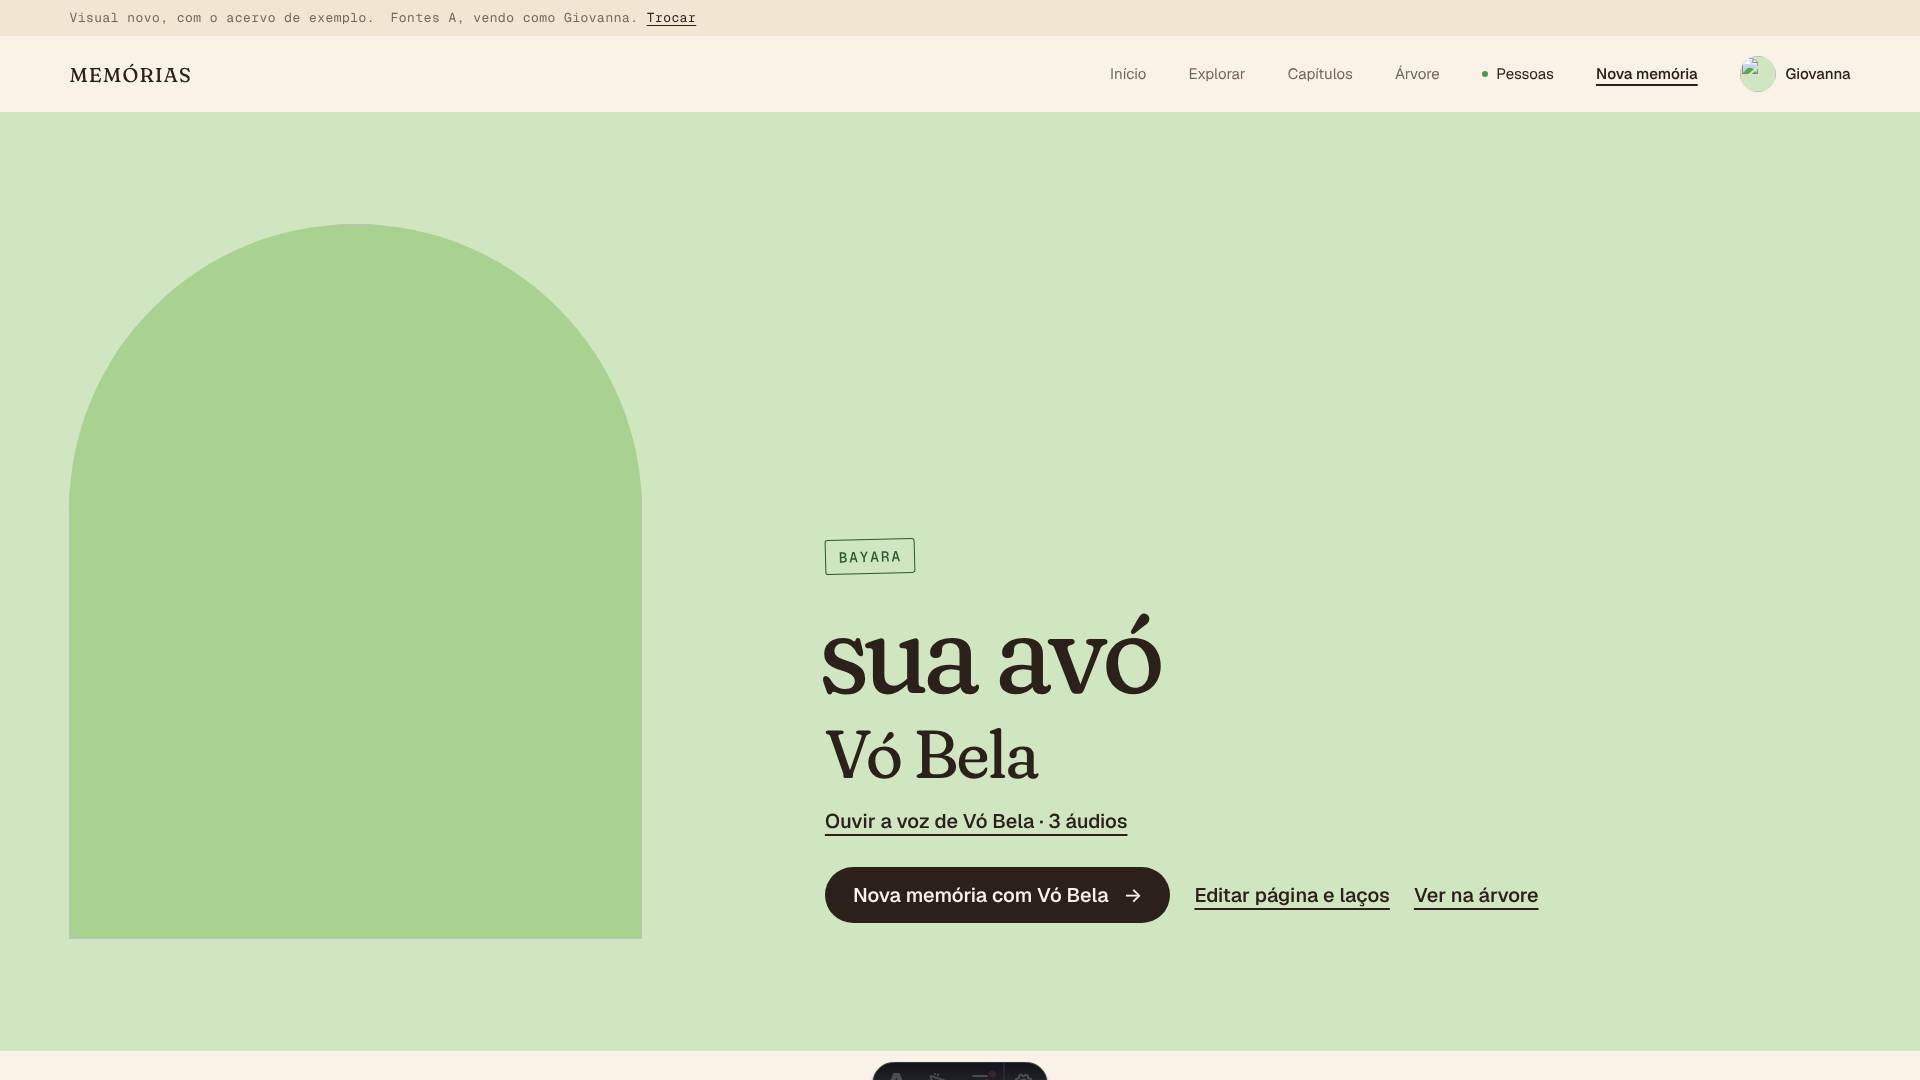 Visual novo, com o acervo de exemplo. Fontes A, vendo como Giovanna. Trocar
MEMÓRIAS
Início
Explorar
Capítulos
Árvore
Pessoas
Nova memória
Giovanna
BAYARA
sua avó
Vó Bela
Ouvir a voz de Vó Bela · 3 áudios
Nova memória com Vó Bela →
Editar página e laços
Ver na árvore